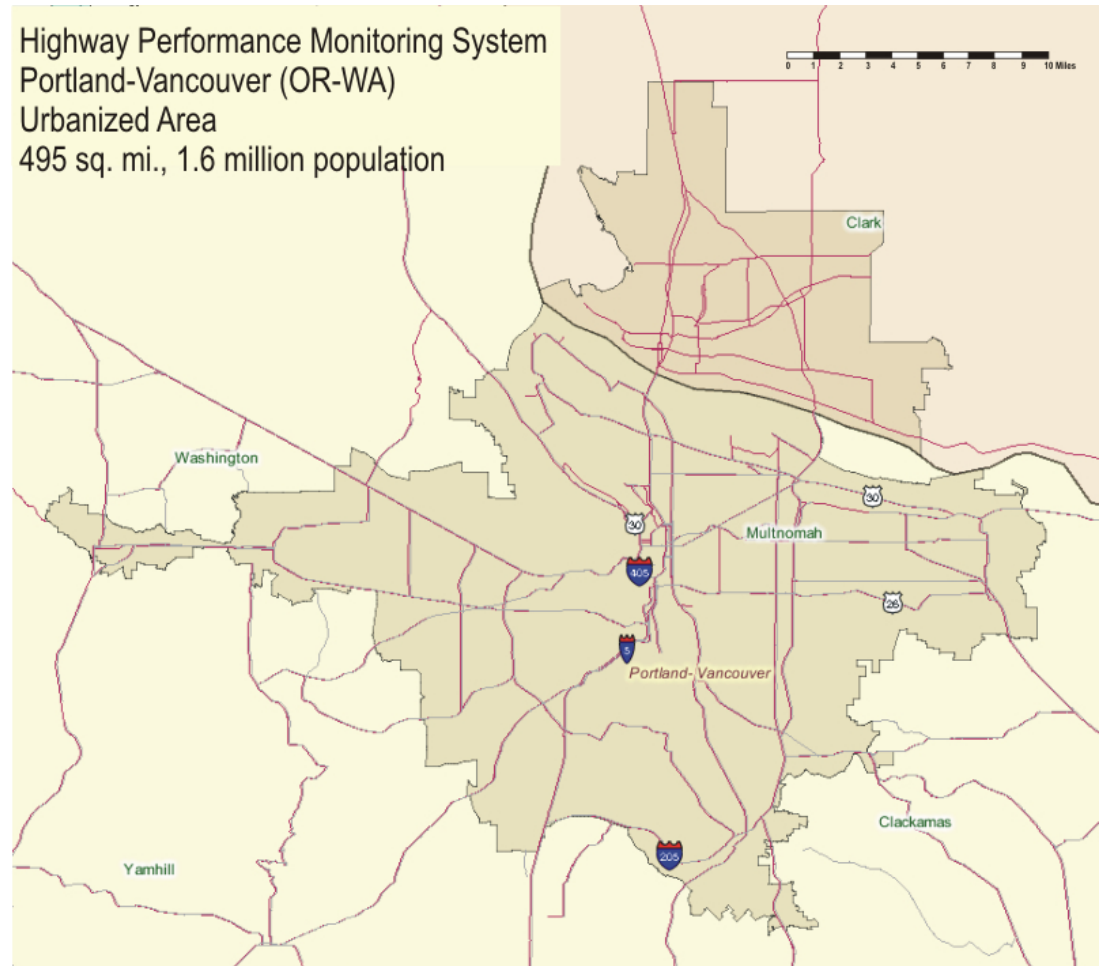 Highway Performance Monitoring System
Portland-Vancouver (OR-WA)
Urbanized Area
495 sq. mi., 1.6 million population
0 1 2 3 4 5 6 7 8 9 10 Miles
Clark
Washington
30
30
Multnomah
405
26
5
Portland- Vancouver
Clackamas
205
Yamhill